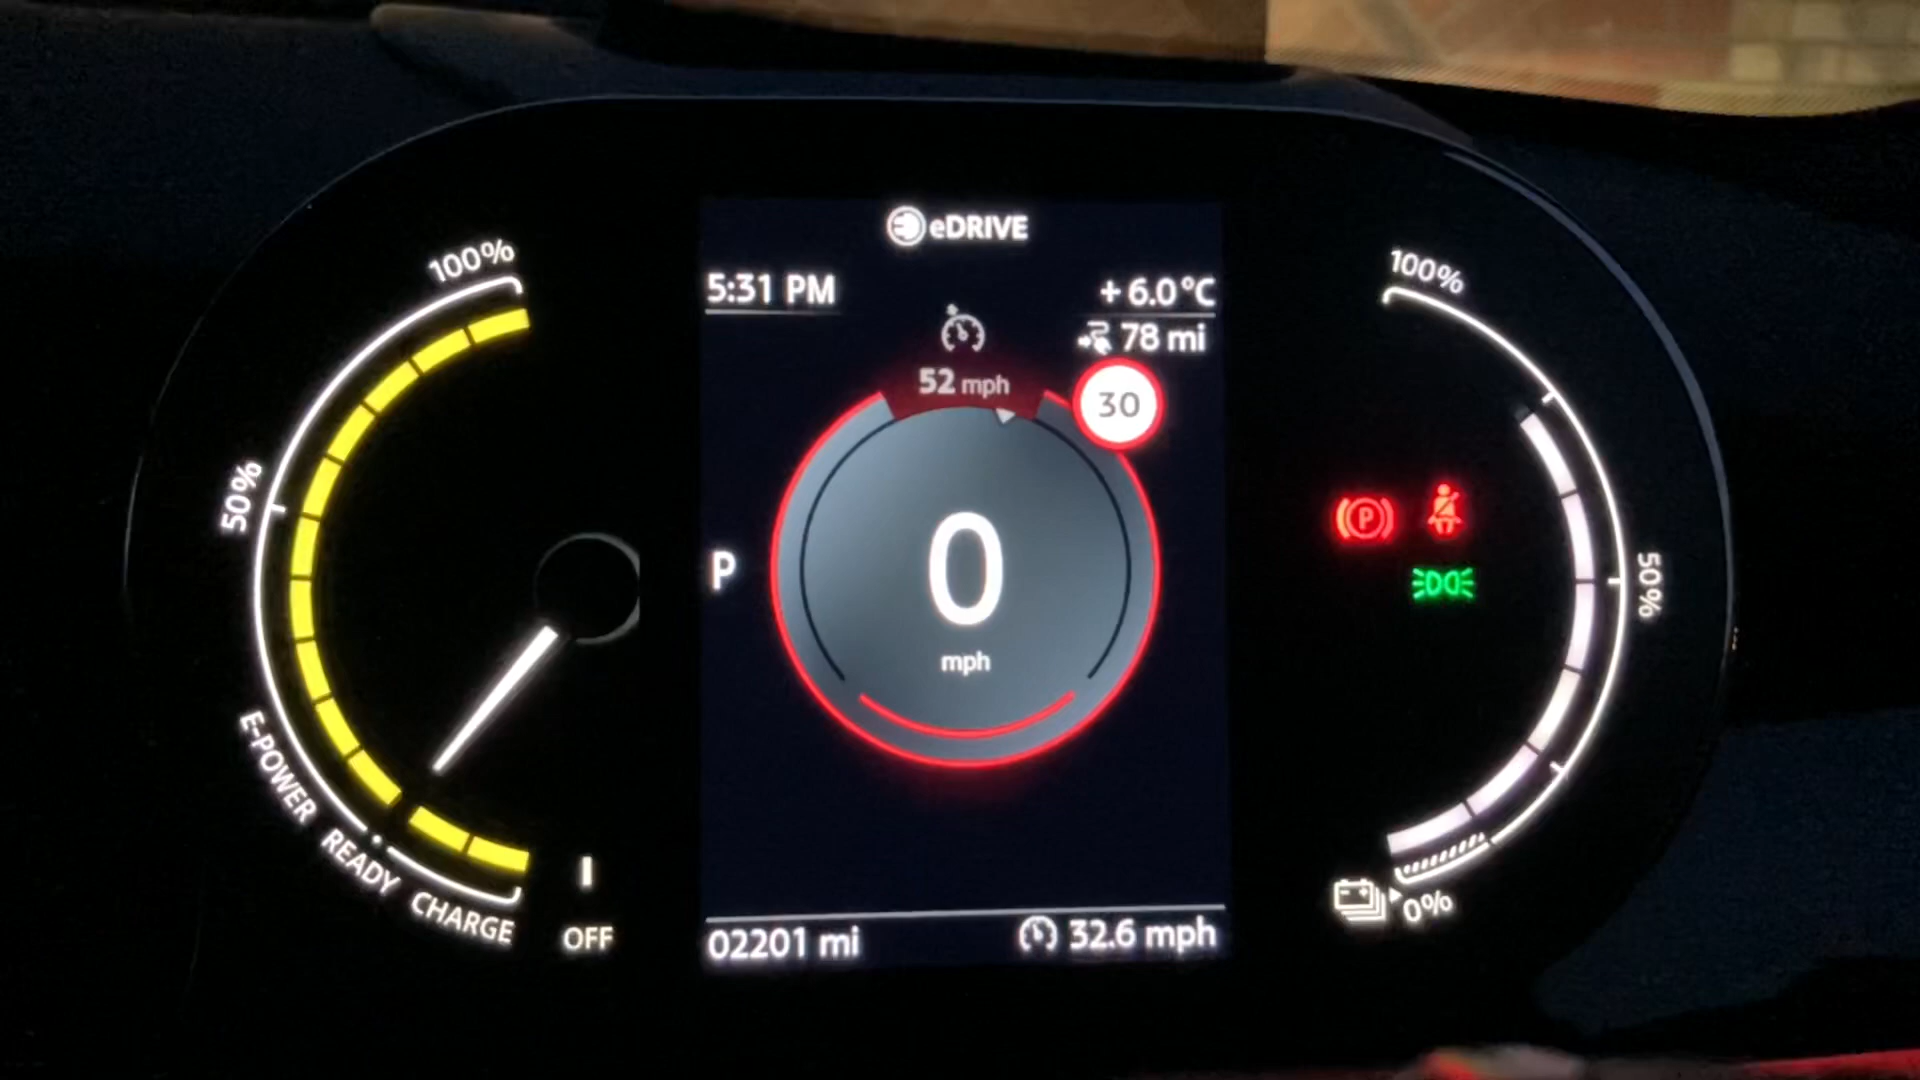 eDRIVE
5:31 PM
+ 6.0°C
78 mi
52 mph
30
P
0
mph
02201 mi
32.6 mph
100%
50%
E-POWER
READY
CHARGE
OFF
100%
50%
0%
P